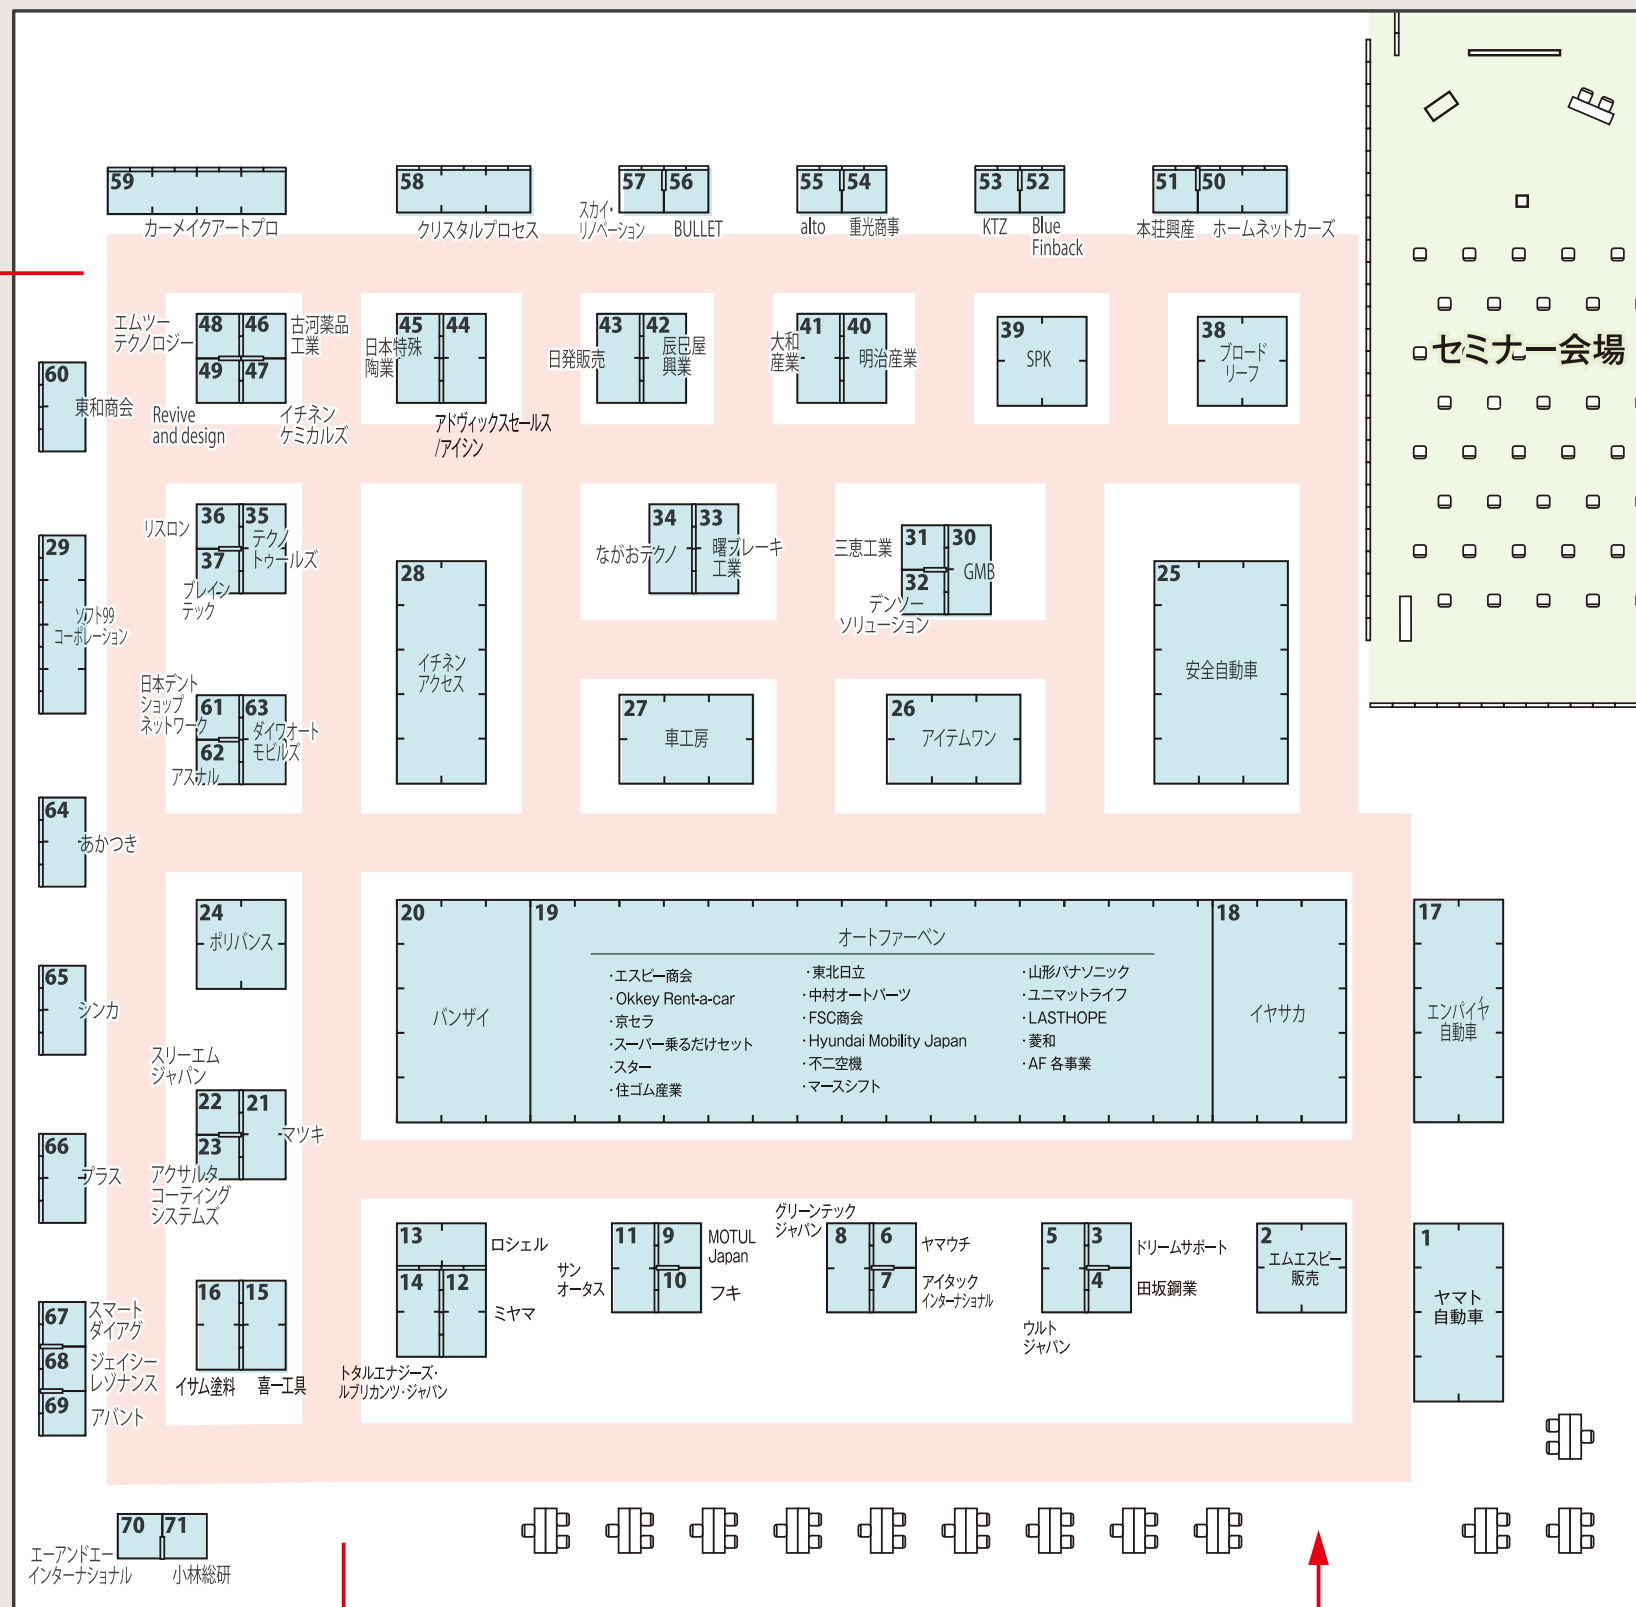 59
カーメイクアートプロ
58
クリスタルプロセス
57
スカイ・
リノベーション
56
BULLET
55
alto
54
重光商事
53
KTZ
52
Blue
Finback
51
本荘興産
50
ホームネットカーズ
セミナー会場
48
エムツー
テクノロジー
46
古河薬品
工業
49
Revive
and design
47
イチネン
ケミカルズ
45
日本特殊
陶業
44
アドヴィックスセールス
/アイシン
43
日発販売
42
辰巳屋
興業
41
大和
産業
40
明治産業
39
SPK
38
ブロード
リーフ
60
東和商会
36
リスロン
35
テクノ
トゥールズ
37
ブレイン
テック
34
ながおテクノ
33
曙ブレーキ
工業
31
三恵工業
30
GMB
32
デンソー
ソリューション
29
ソフト99
コーポレーション
28
イチネン
アクセス
25
安全自動車
61
日本デント
ショップ
ネットワーク
63
ダイワオート
モビルズ
62
アスナル
27
車工房
26
アイテムワン
64
あかつき
24
ポリバンス
20
バンザイ
19
オートファーベン
・エスピー商会
・Okkey Rent-a-car
・京セラ
・スーパー乗るだけセット
・スター
・住ゴム産業
・東北日立
・中村オートパーツ
・FSC商会
・Hyundai Mobility Japan
・不二空機
・マースシフト
・山形パナソニック
・ユニマットライフ
・LASTHOPE
・菱和
・AF 各事業
18
イヤサカ
17
エンパイヤ
自動車
65
シンカ
22
スリーエム
ジャパン
21
マツキ
23
アクサルタ
コーティング
システムズ
66
プラス
13
ロシェル
14
トタルエナジーズ・
ルブリカンツ・ジャパン
12
ミヤマ
11
サン
オータス
9
MOTUL
Japan
10
フキ
8
グリーンテック
ジャパン
6
ヤマウチ
7
アイタック
インターナショナル
5
ウルト
ジャパン
3
ドリームサポート
4
田坂鋼業
2
エムエスピー
販売
1
ヤマト
自動車
16
イサム塗料
15
喜一工具
67
スマート
ダイアグ
68
ジェイシー
レゾナンス
69
アバント
70
エーアンドエー
インターナショナル
71
小林総研